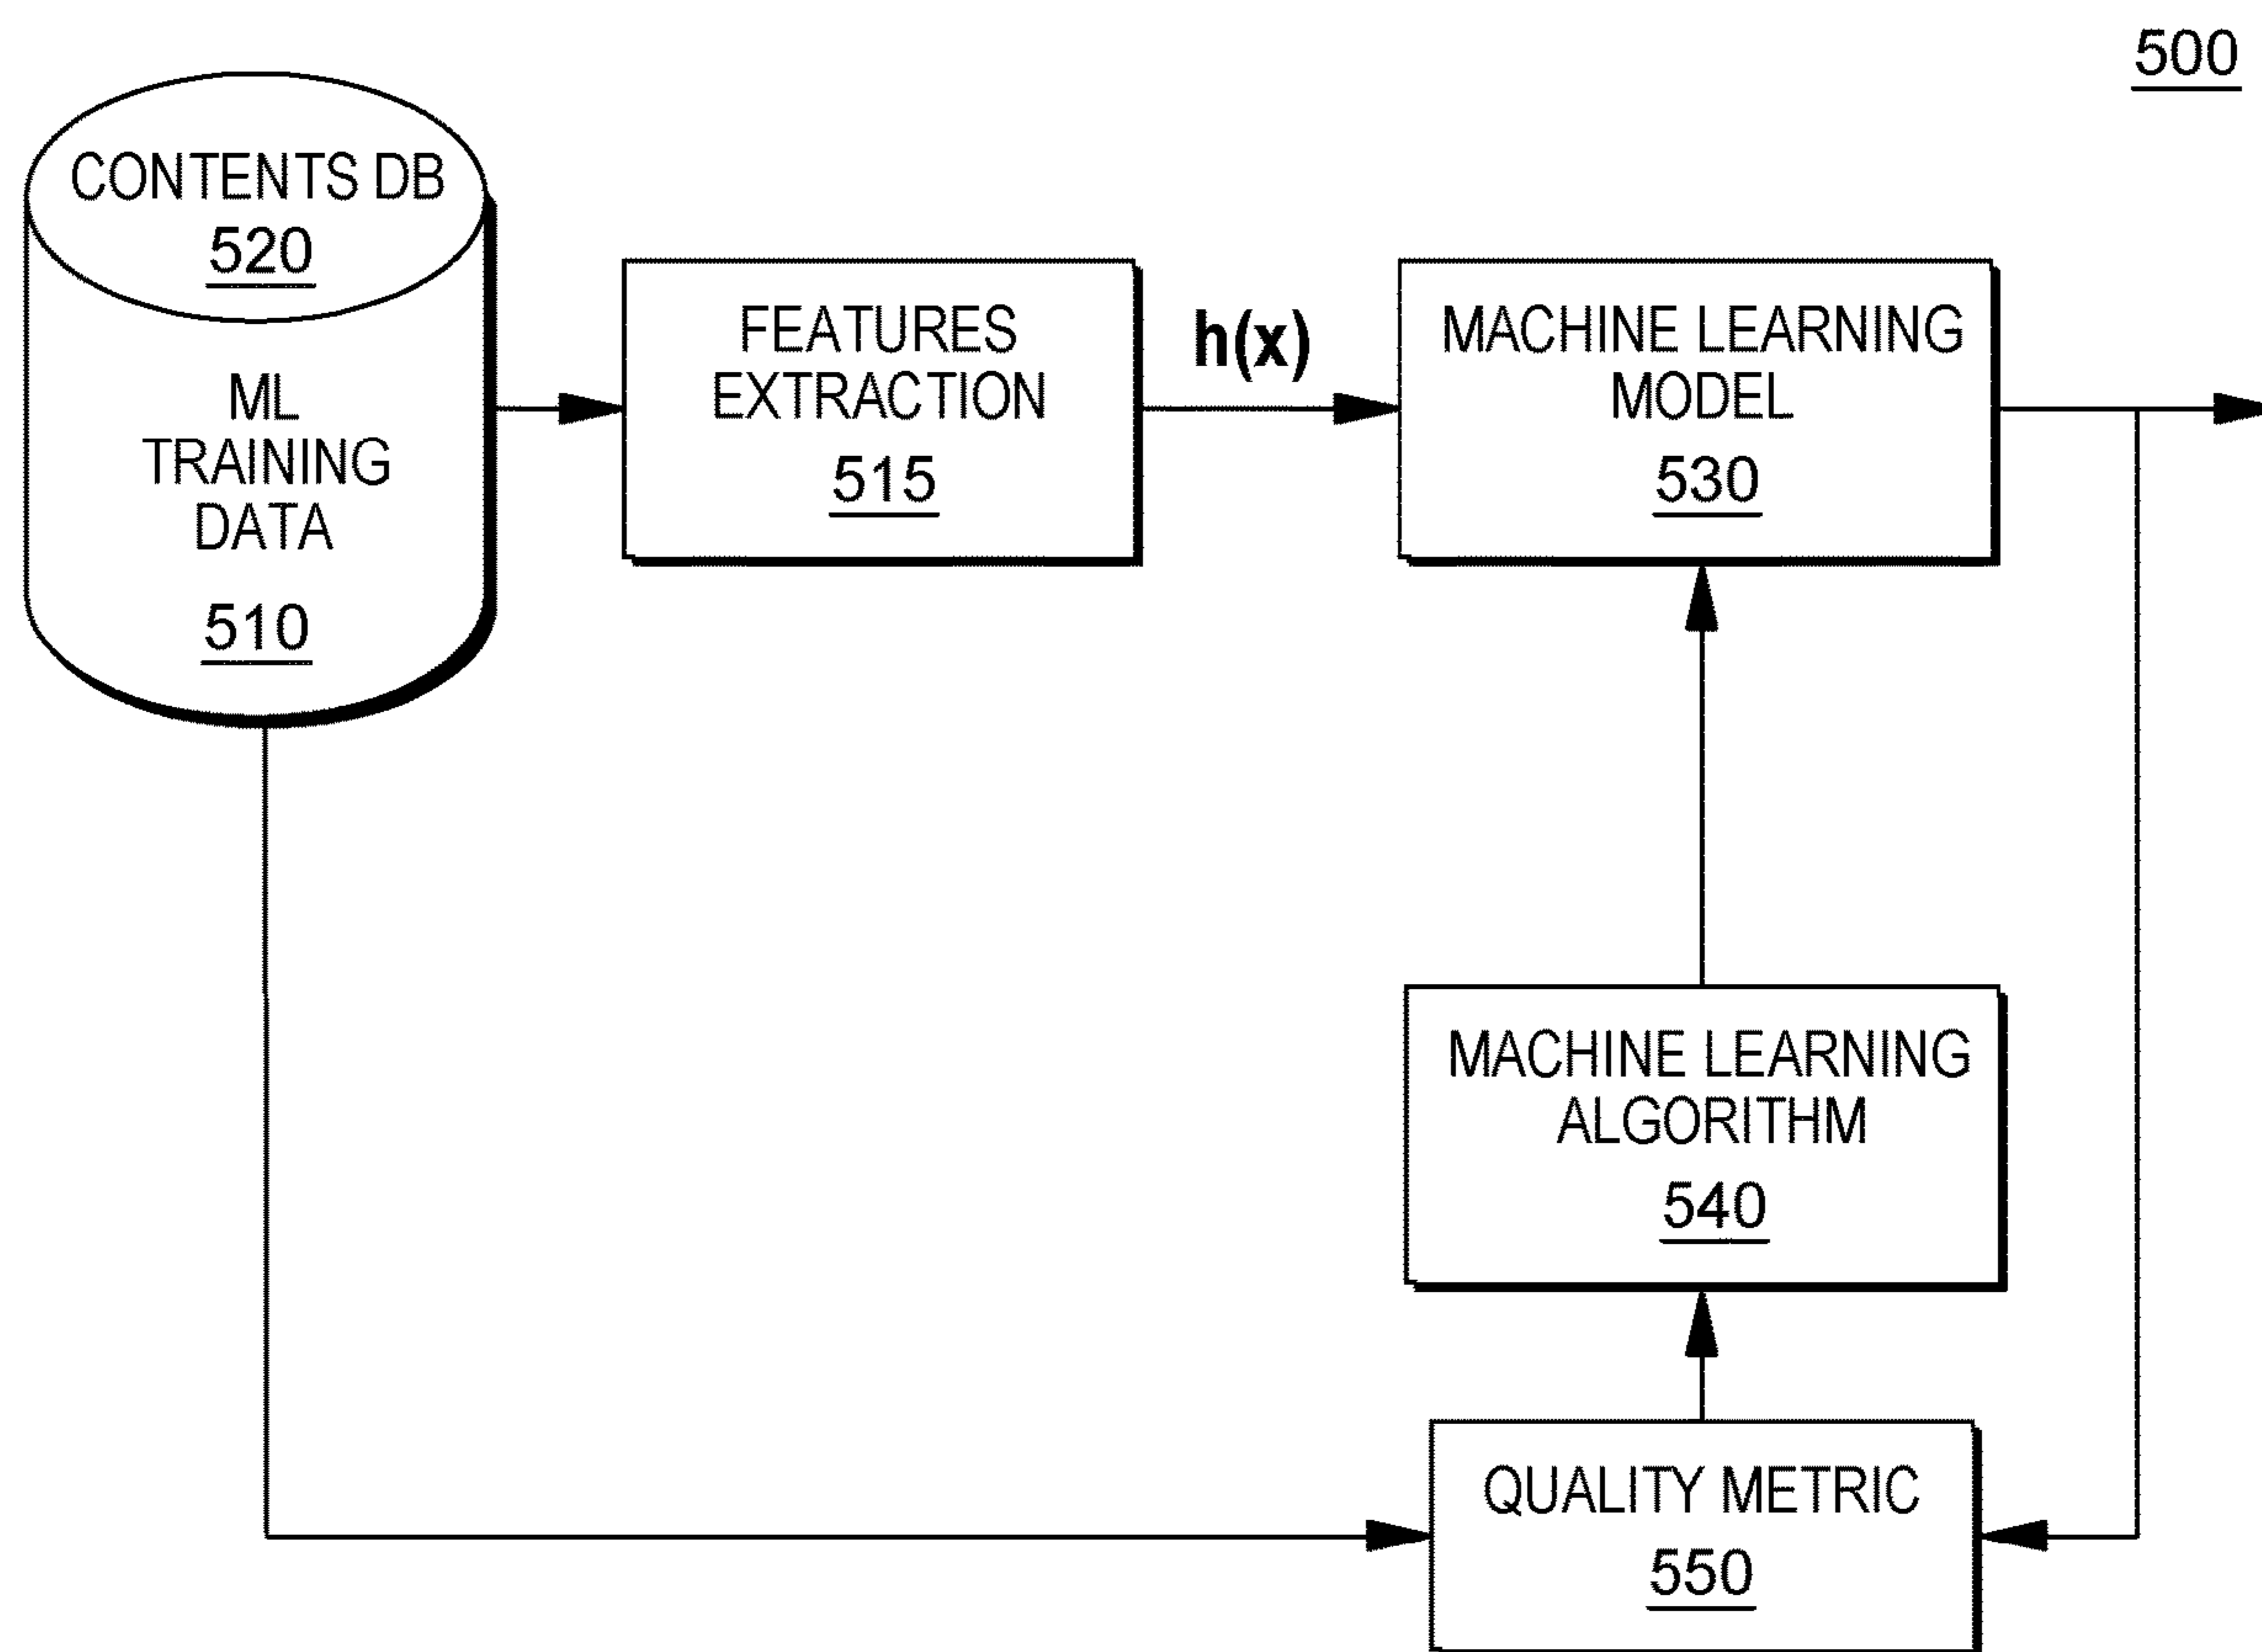 500
CONTENTS DB
520
ML
TRAINING
DATA
510
FEATURES
EXTRACTION
515
h(x)
MACHINE LEARNING
MODEL
530
MACHINE LEARNING
ALGORITHM
540
QUALITY METRIC
550